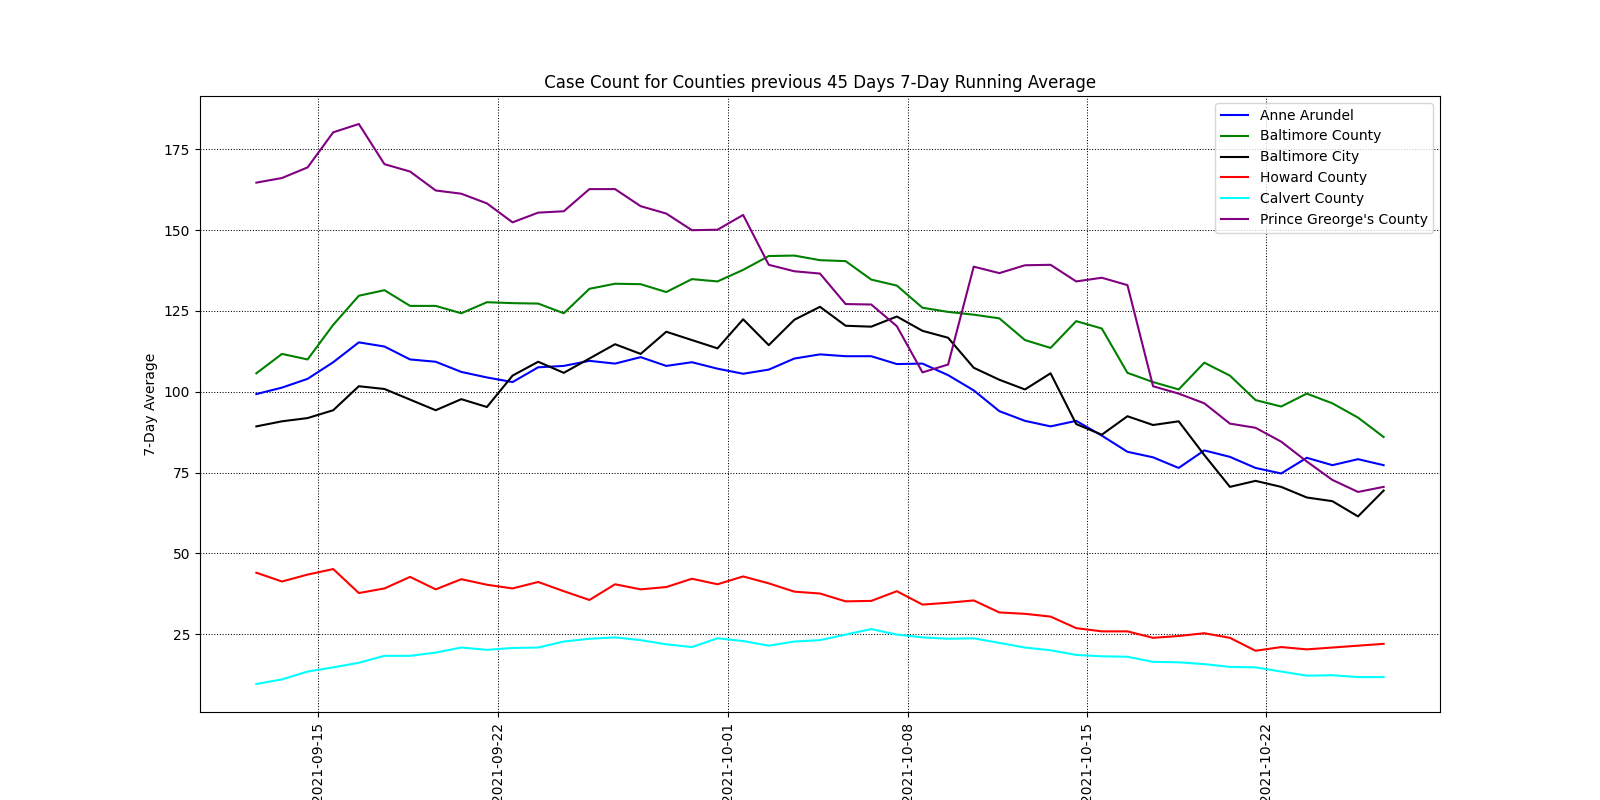 Case Count for Counties previous 45 Days 7-Day Running Average
Anne Arundel
Baltimore County
Baltimore City
Howard County
Calvert County
Prince Greorge's County
175
150
125
100
75
50
25
7-Day Average
2021-09-15
2021-09-22
2021-10-01
2021-10-08
2021-10-15
2021-10-22